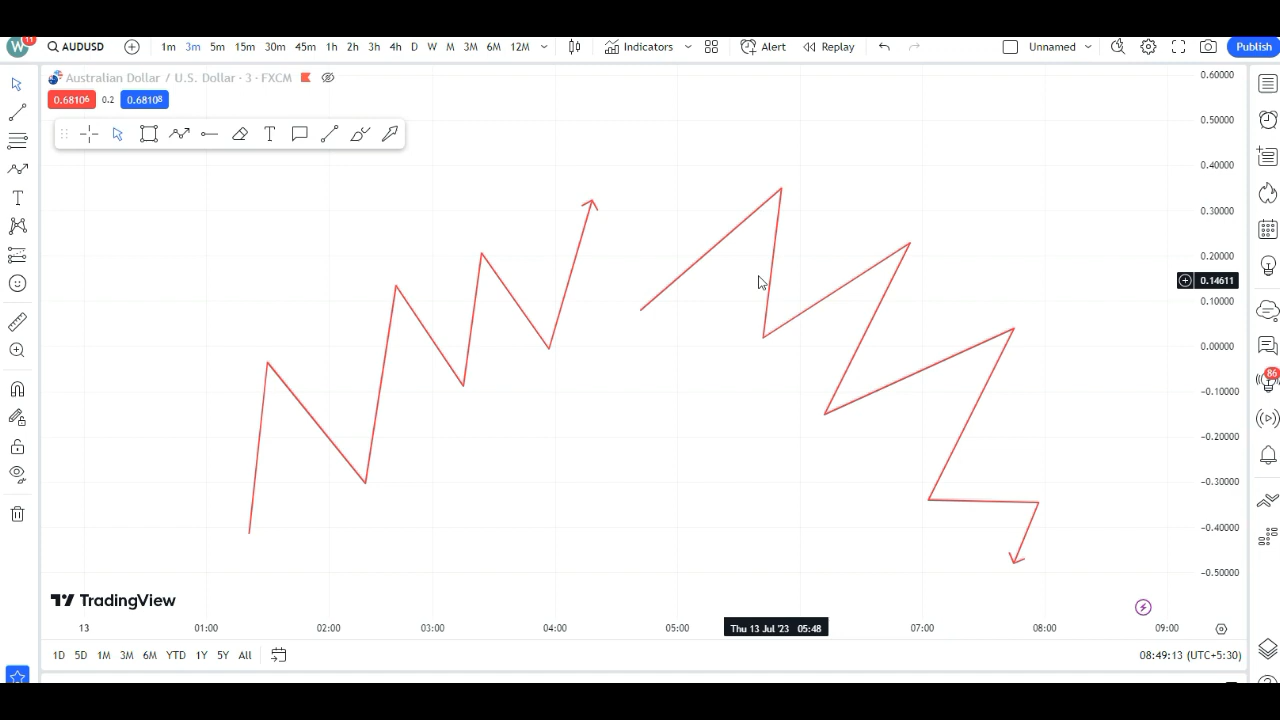 W 11 AUDUSD 1m 3m 5m 15m 30m 45m 1h 2h 3h 4h D W M 3M 6M 12M Indicators Alert Replay Unnamed Publish
Australian Dollar / U.S. Dollar · 3 · FXCM
0.68106 0.2 0.68108
T
T
0.60000
0.50000
0.40000
0.30000
0.20000
0.14611
0.10000
0.00000
−0.10000
−0.20000
−0.30000
−0.40000
−0.50000
86
TradingView
13 01:00 02:00 03:00 04:00 05:00 Thu 13 Jul '23 05:48 07:00 08:00 09:00
1D 5D 1M 3M 6M YTD 1Y 5Y All 08:49:13 (UTC+5:30)